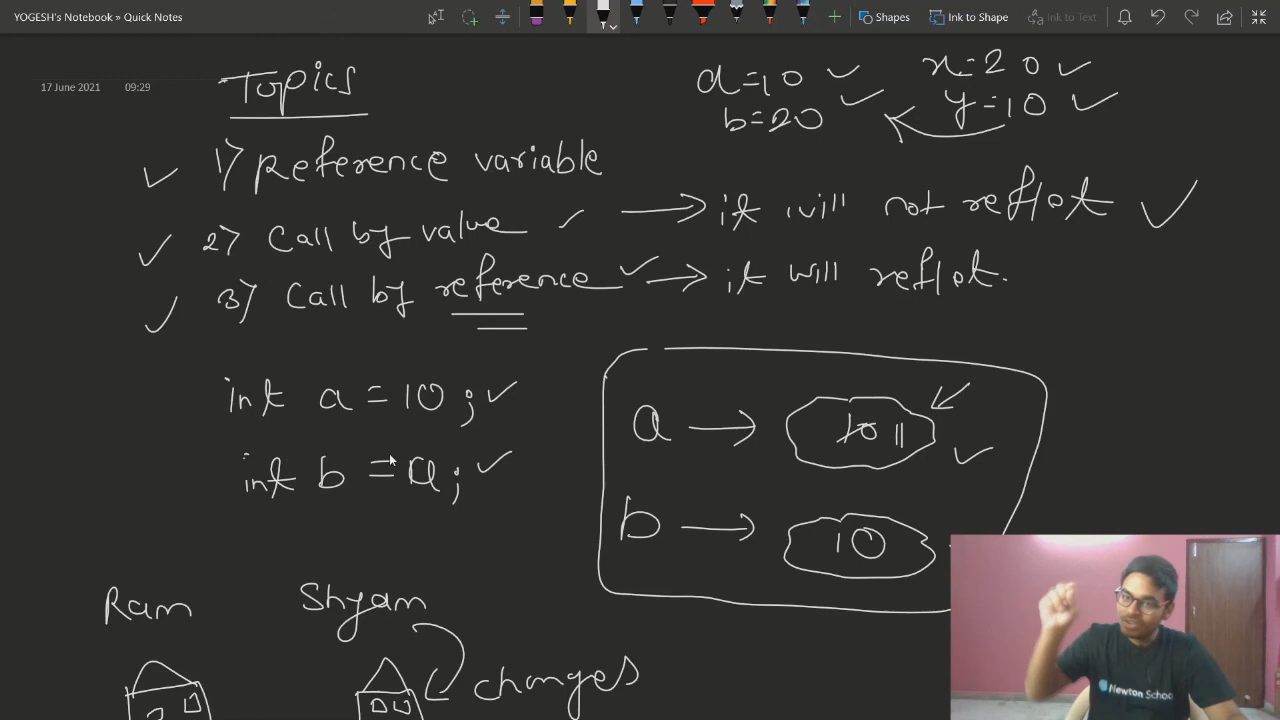 YOGESH's Notebook » Quick Notes
Shapes
Ink to Shape
Ink to Text
17 June 2021 09:29
Topics
a=10
b=20
x=20
y=10
1) Reference variable
2) Call by value → it will not reflot
3) Call by reference → it will reflot.
int a = 10;
int b = a;
a → 10 11
b → 10
Ram Shyam
changes
Newton School